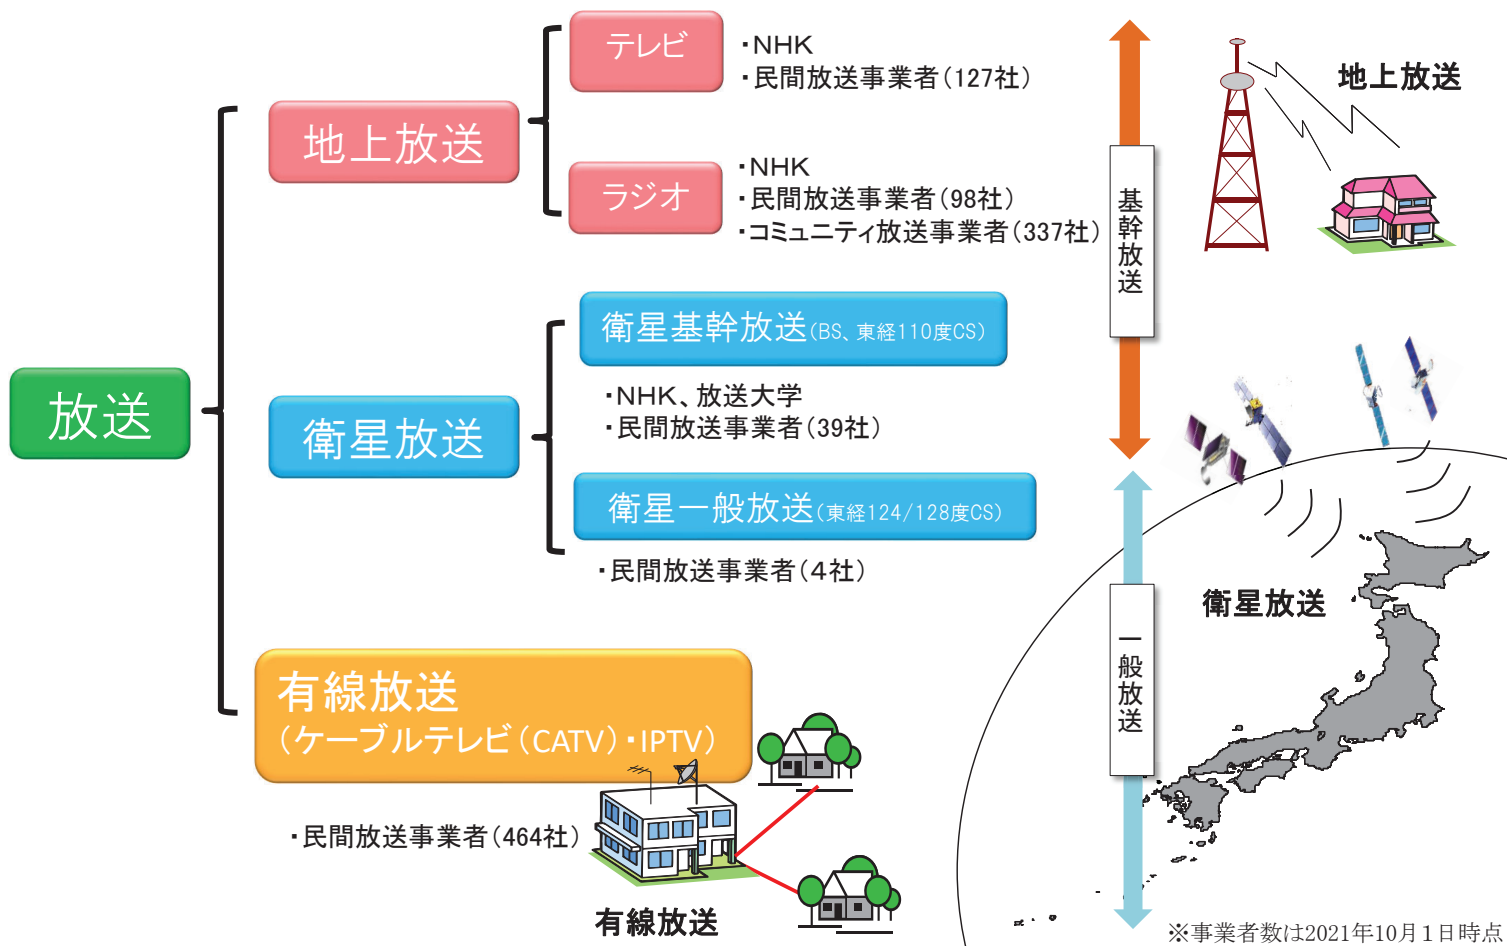 放送
地上放送
テレビ
・NHK
・民間放送事業者(127社)
ラジオ
・NHK
・民間放送事業者(98社)
・コミュニティ放送事業者(337社)
衛星放送
衛星基幹放送(BS、東経110度CS)
・NHK、放送大学
・民間放送事業者(39社)
衛星一般放送(東経124/128度CS)
・民間放送事業者(4社)
有線放送
(ケーブルテレビ(CATV)・IPTV)
・民間放送事業者(464社)
有線放送
基幹放送
一般放送
地上放送
衛星放送
※事業者数は2021年10月1日時点